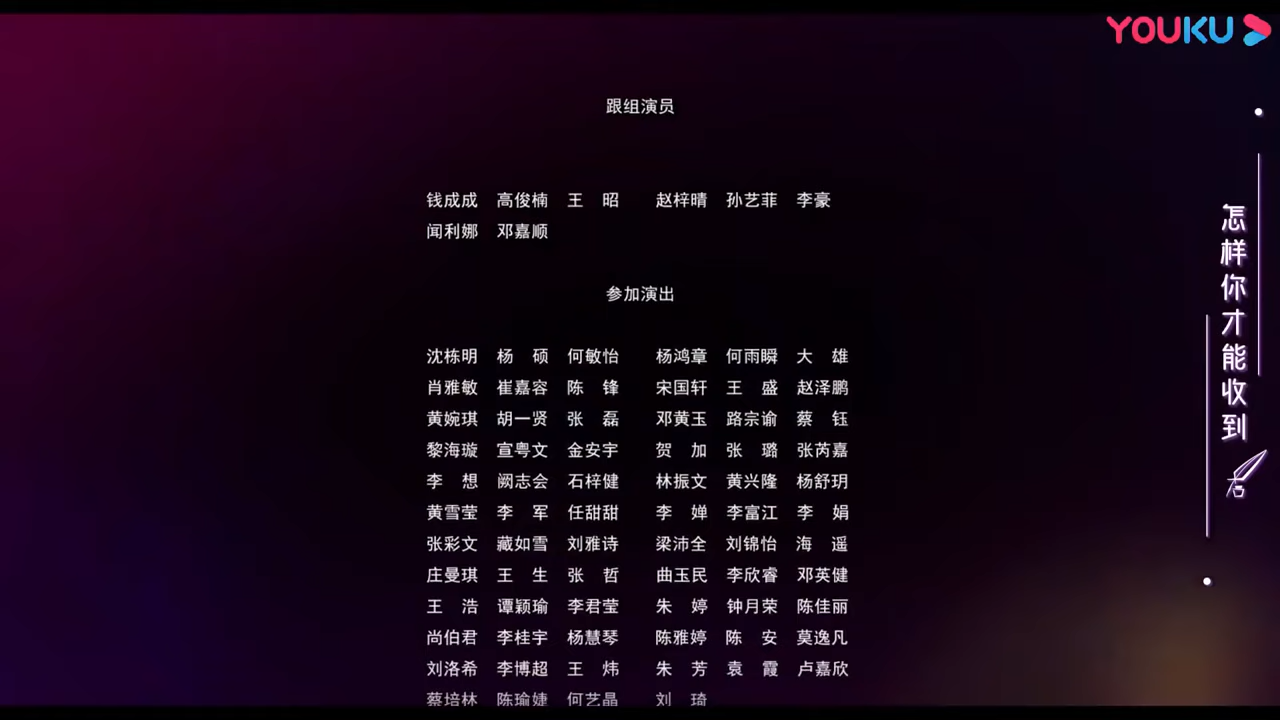 YOUKU
跟组演员
钱成成 高俊楠 王 昭 赵梓晴 孙艺菲 李豪
闻利娜 邓嘉顺
参加演出
沈栋明 杨 硕 何敏怡 杨鸿章 何雨瞬 大 雄
肖雅敏 崔嘉容 陈 锋 宋国轩 王 盛 赵泽鹏
黄婉琪 胡一贤 张 磊 邓黄玉 路宗谕 蔡 钰
黎海璇 宣粤文 金安宇 贺 加 张 璐 张芮嘉
李 想 阙志会 石梓健 林振文 黄兴隆 杨舒玥
黄雪莹 李 军 任甜甜 李 婵 李富江 李 娟
张彩文 藏如雪 刘雅诗 梁沛全 刘锦怡 海 遥
庄曼琪 王 生 张 哲 曲玉民 李欣睿 邓英健
王 浩 谭颖瑜 李君莹 朱 婷 钟月荣 陈佳丽
尚伯君 李桂宇 杨慧琴 陈雅婷 陈 安 莫逸凡
刘洛希 李博超 王 炜 朱 芳 袁 霞 卢嘉欣
蔡培林 陈瑜婕 何艺晶 刘 琦
怎样你才能收到